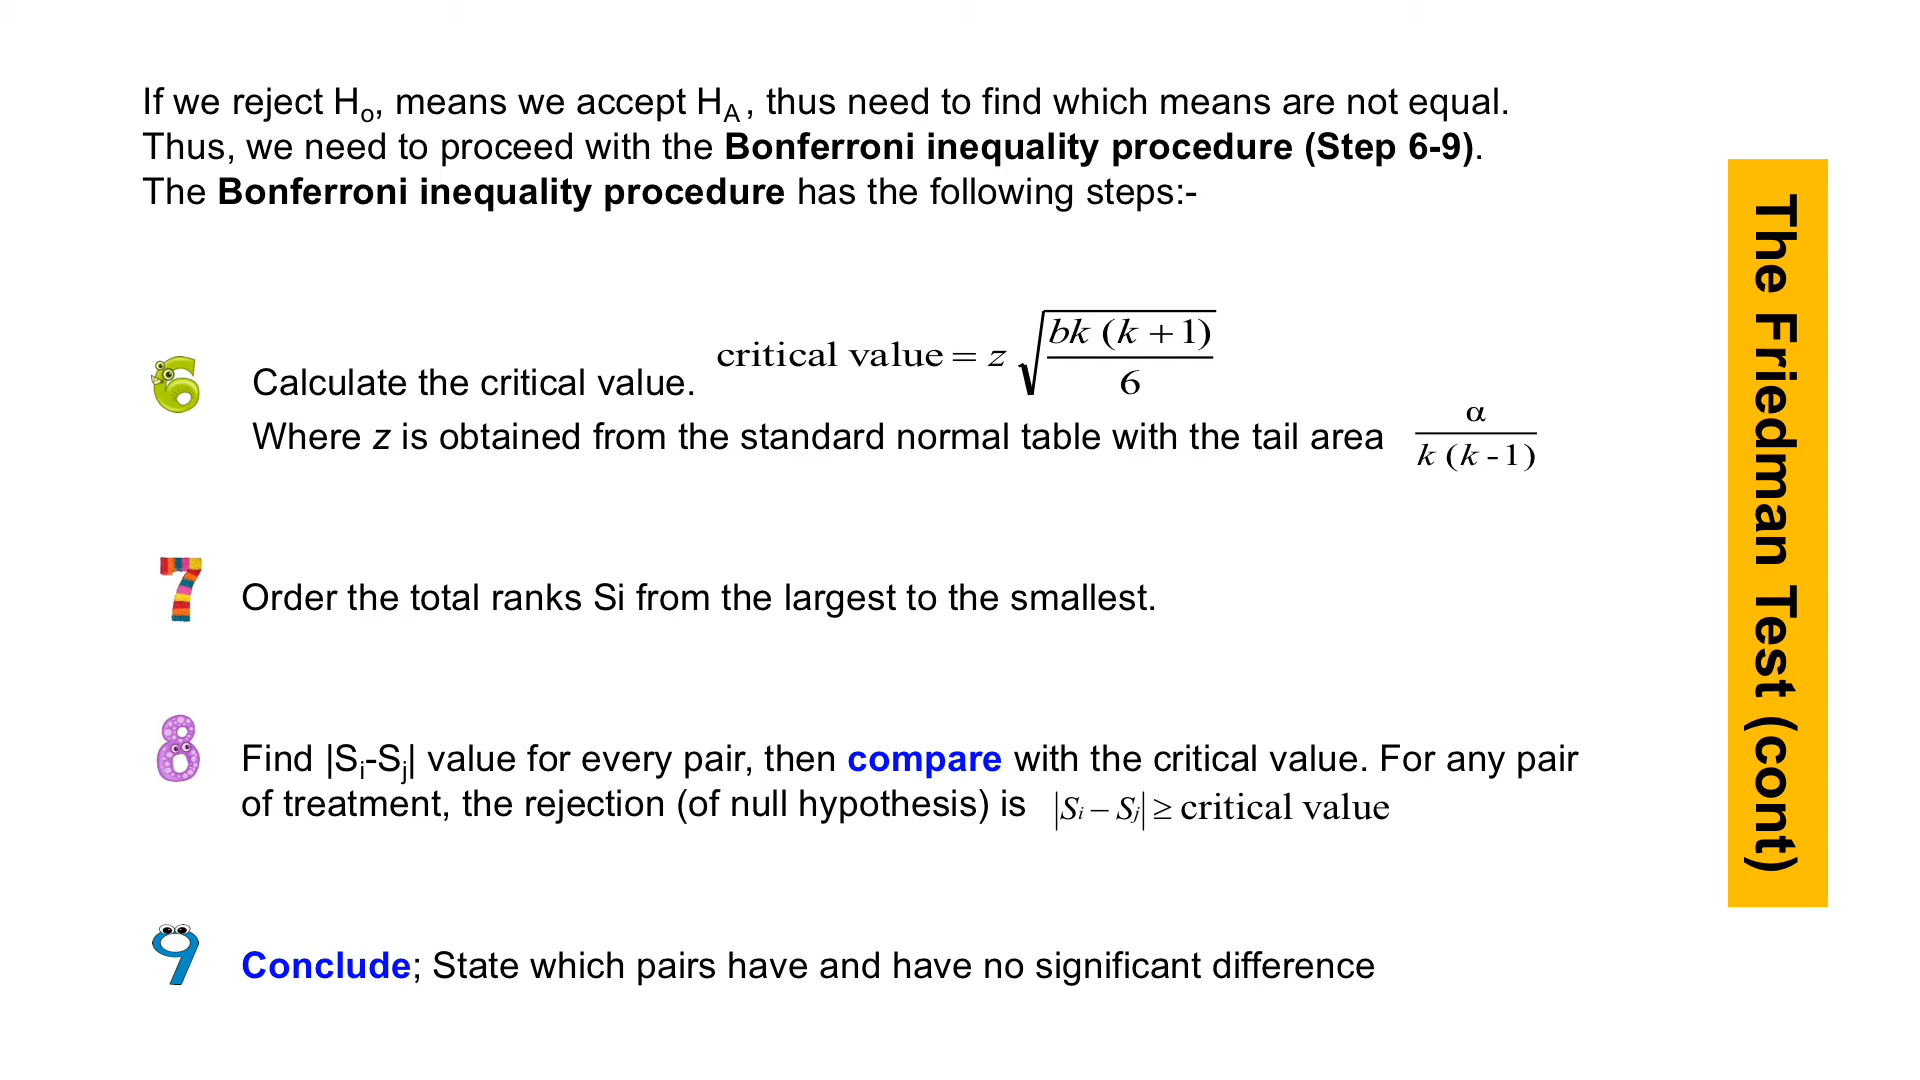 If we reject Ho, means we accept HA, thus need to find which means are not equal.
Thus, we need to proceed with the Bonferroni inequality procedure (Step 6-9).
The Bonferroni inequality procedure has the following steps:-
6 Calculate the critical value. critical value = z √(bk (k + 1) / 6)
Where z is obtained from the standard normal table with the tail area α / k (k - 1)
7 Order the total ranks Si from the largest to the smallest.
8 Find |Si-Sj| value for every pair, then compare with the critical value. For any pair
of treatment, the rejection (of null hypothesis) is |Si – Sj| ≥ critical value
9 Conclude; State which pairs have and have no significant difference
The Friedman Test (cont)